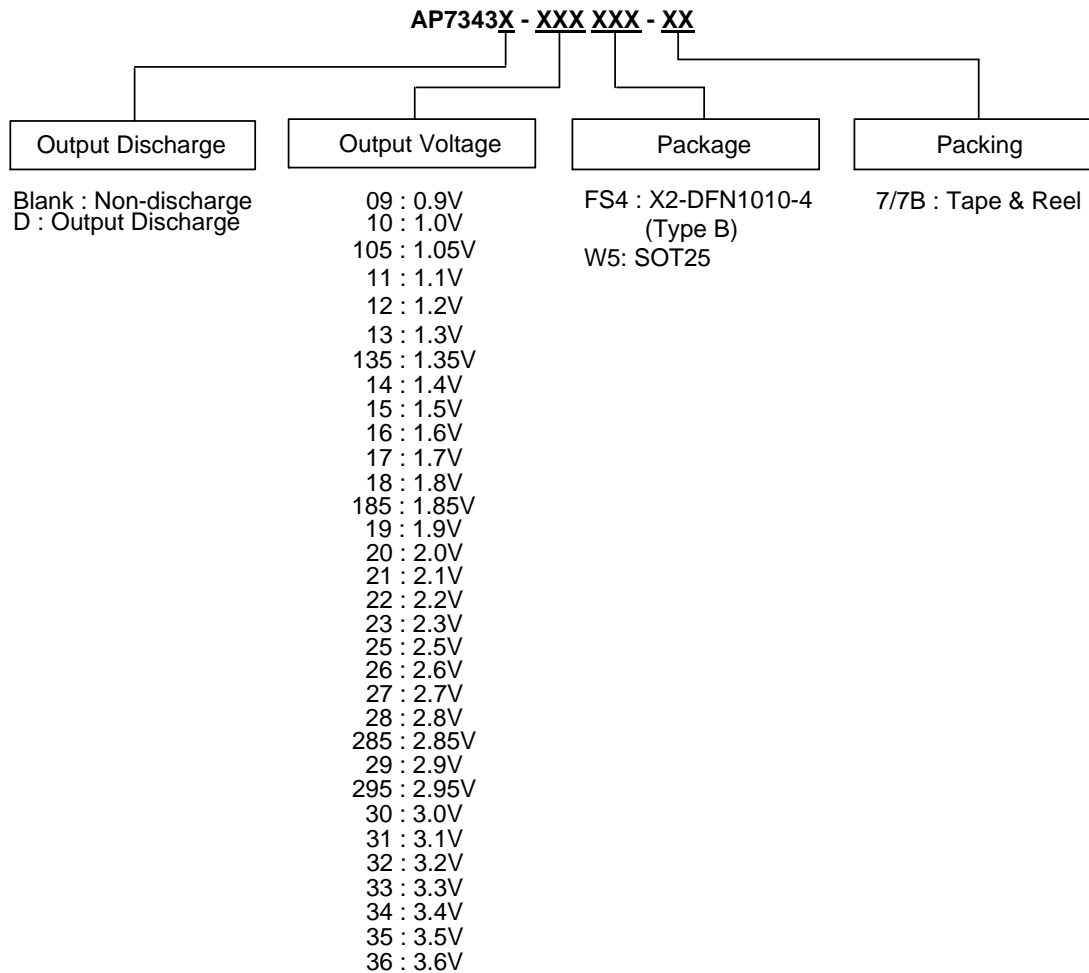 AP7343X - XXX XXX - XX
Output Discharge
Blank : Non-discharge
D : Output Discharge
Output Voltage
09 : 0.9V
10 : 1.0V
105 : 1.05V
11 : 1.1V
12 : 1.2V
13 : 1.3V
135 : 1.35V
14 : 1.4V
15 : 1.5V
16 : 1.6V
17 : 1.7V
18 : 1.8V
185 : 1.85V
19 : 1.9V
20 : 2.0V
21 : 2.1V
22 : 2.2V
23 : 2.3V
25 : 2.5V
26 : 2.6V
27 : 2.7V
28 : 2.8V
285 : 2.85V
29 : 2.9V
295 : 2.95V
30 : 3.0V
31 : 3.1V
32 : 3.2V
33 : 3.3V
34 : 3.4V
35 : 3.5V
36 : 3.6V
Package
FS4 : X2-DFN1010-4
(Type B)
W5: SOT25
Packing
7/7B : Tape & Reel